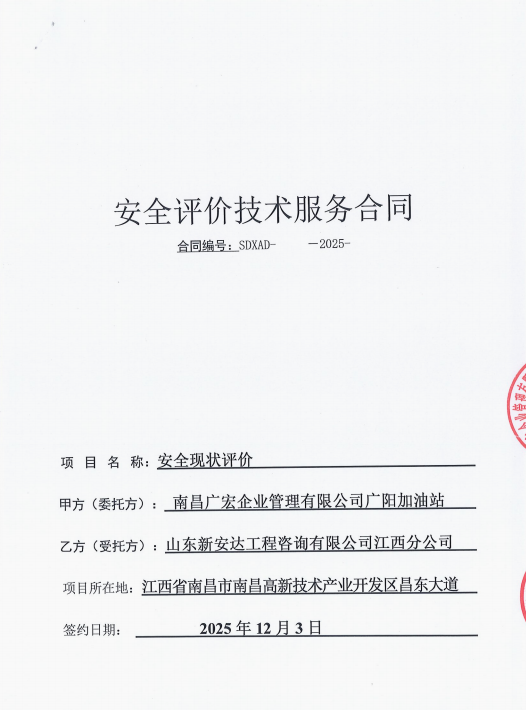 安全评价技术服务合同
合同编号：SDXAD-　　—2025-
项 目 名 称：安全现状评价
甲方（委托方）：南昌广宏企业管理有限公司广阳加油站
乙方（受托方）：山东新安达工程咨询有限公司江西分公司
项目所在地：江西省南昌市南昌高新技术产业开发区昌东大道
签约日期：2025 年 12 月 3 日